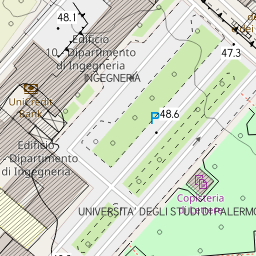 48.1
Edificio
10 - Dipartimento
di Ingegneria
INGEGNERIA
47.3
Unicredit
Bank
48.6
Edificio
- Dipartimento
di Ingegneria
Copisteria
UNIVERSITA' DEGLI STUDI DI PALERMO